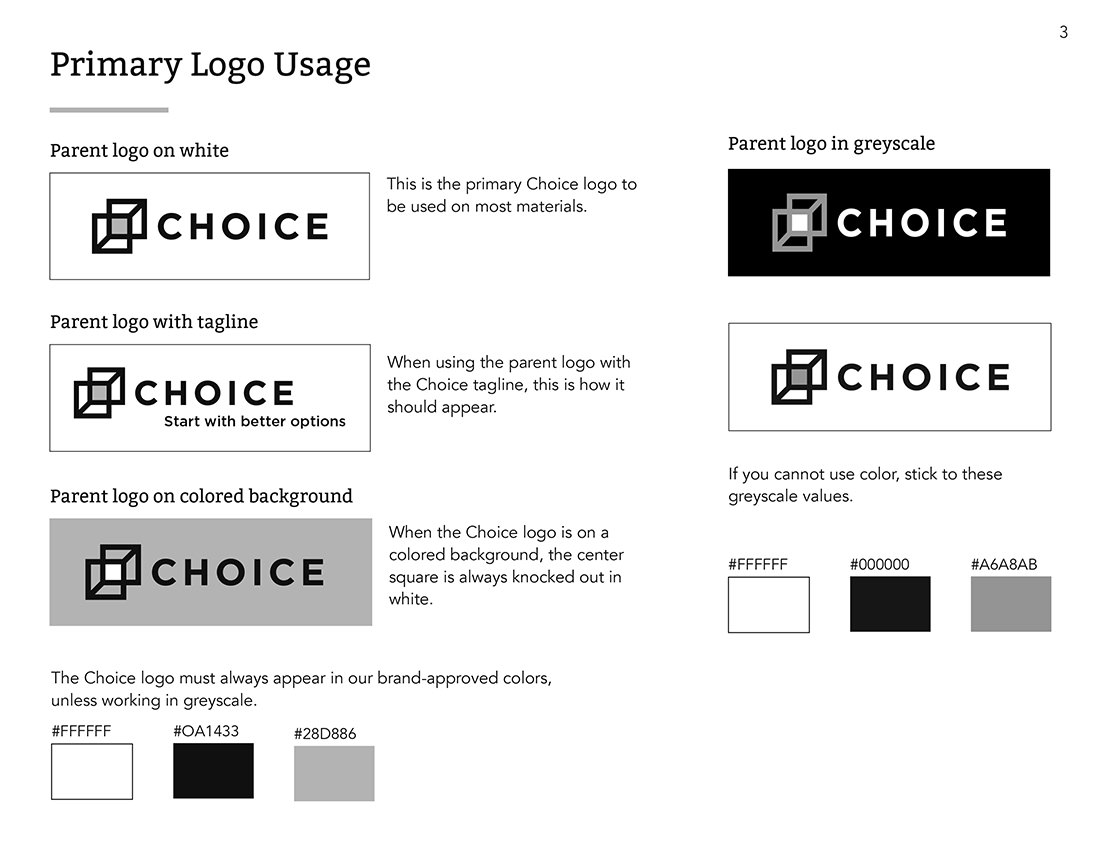 3
Primary Logo Usage
Parent logo on white
CHOICE
This is the primary Choice logo to
be used on most materials.
Parent logo with tagline
CHOICE
Start with better options
When using the parent logo with
the Choice tagline, this is how it
should appear.
Parent logo on colored background
CHOICE
When the Choice logo is on a
colored background, the center
square is always knocked out in
white.
The Choice logo must always appear in our brand-approved colors,
unless working in greyscale.
#FFFFFF
#OA1433
#28D886
Parent logo in greyscale
CHOICE
CHOICE
If you cannot use color, stick to these
greyscale values.
#FFFFFF
#000000
#A6A8AB